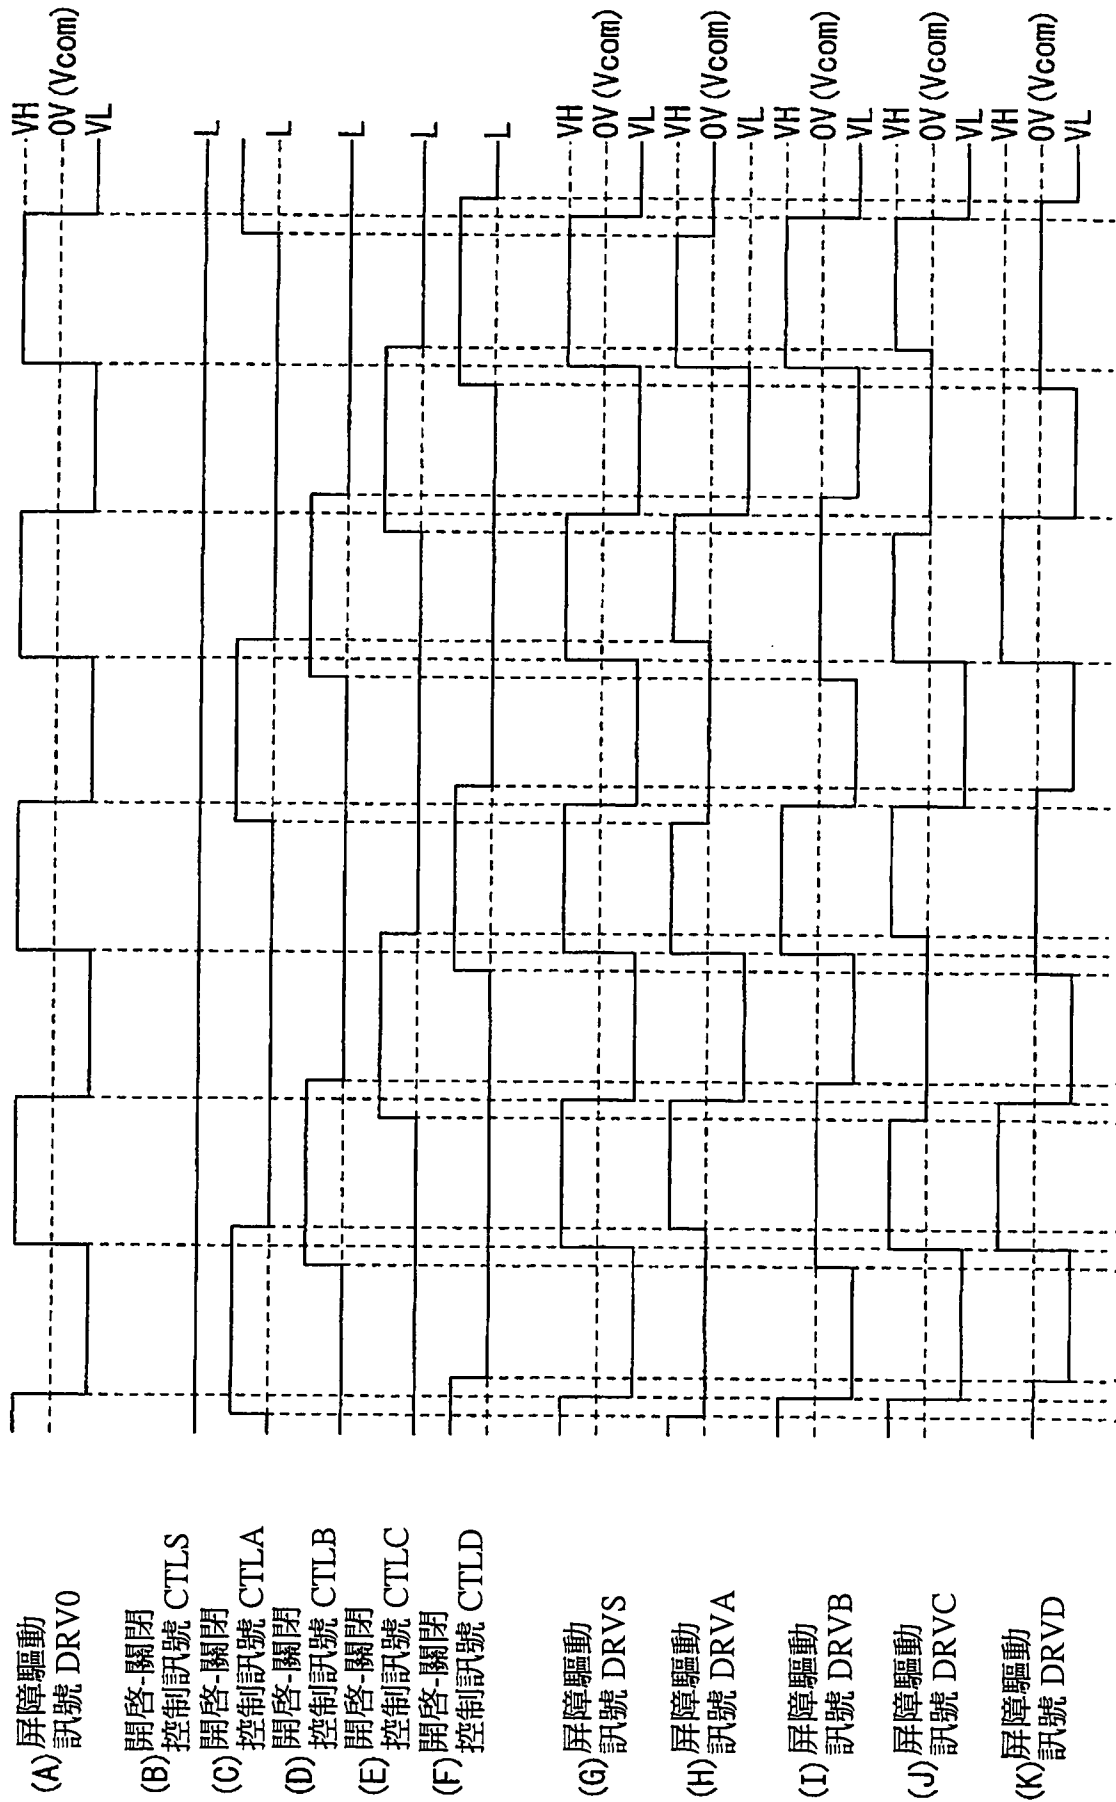 (A) 屏障驅動
訊號 DRV0
VH
0V(Vcom)
VL
(B) 開啓-關閉
控制訊號 CTLS
L
(C) 開啓-關閉
控制訊號 CTLA
L
(D) 開啓-關閉
控制訊號 CTLB
L
(E) 開啓-關閉
控制訊號 CTLC
L
(F) 開啓-關閉
控制訊號 CTLD
L
(G) 屏障驅動
訊號 DRVS
VH
0V(Vcom)
VL
(H) 屏障驅動
訊號 DRVA
VH
0V(Vcom)
VL
(I) 屏障驅動
訊號 DRVB
VH
0V(Vcom)
VL
(J) 屏障驅動
訊號 DRVC
VH
0V(Vcom)
VL
(K) 屏障驅動
訊號 DRVD
VH
0V(Vcom)
VL